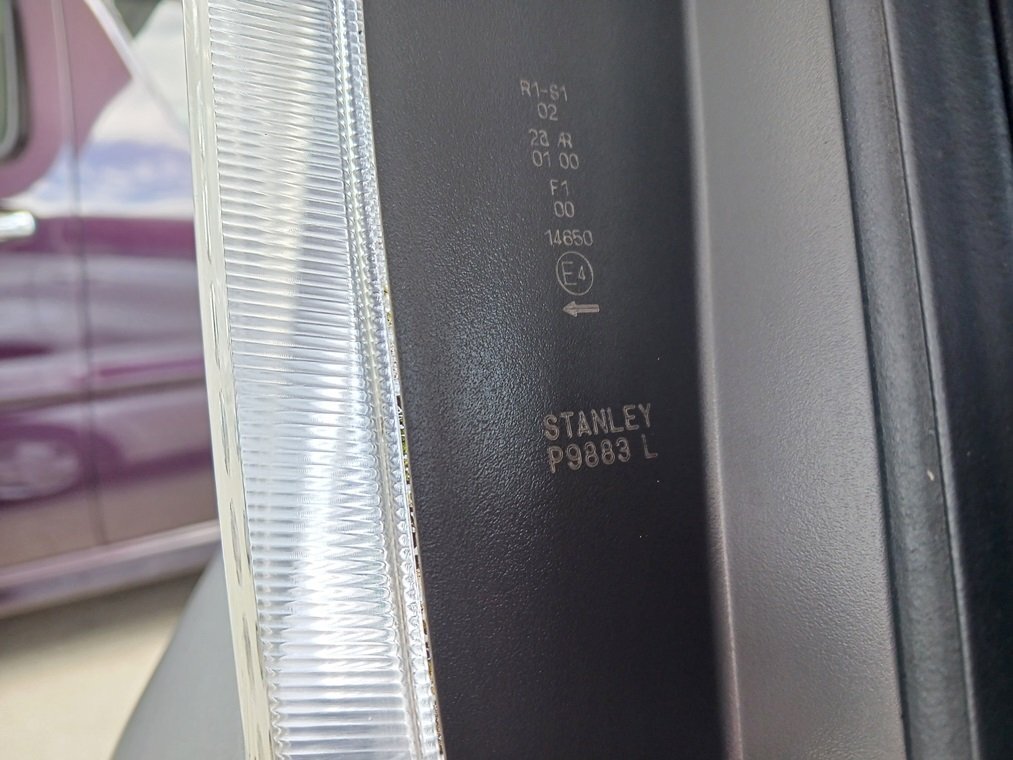 R1-S1
02
2a AR
01 00
F1
00
14650
E4
←
STANLEY
P9883 L